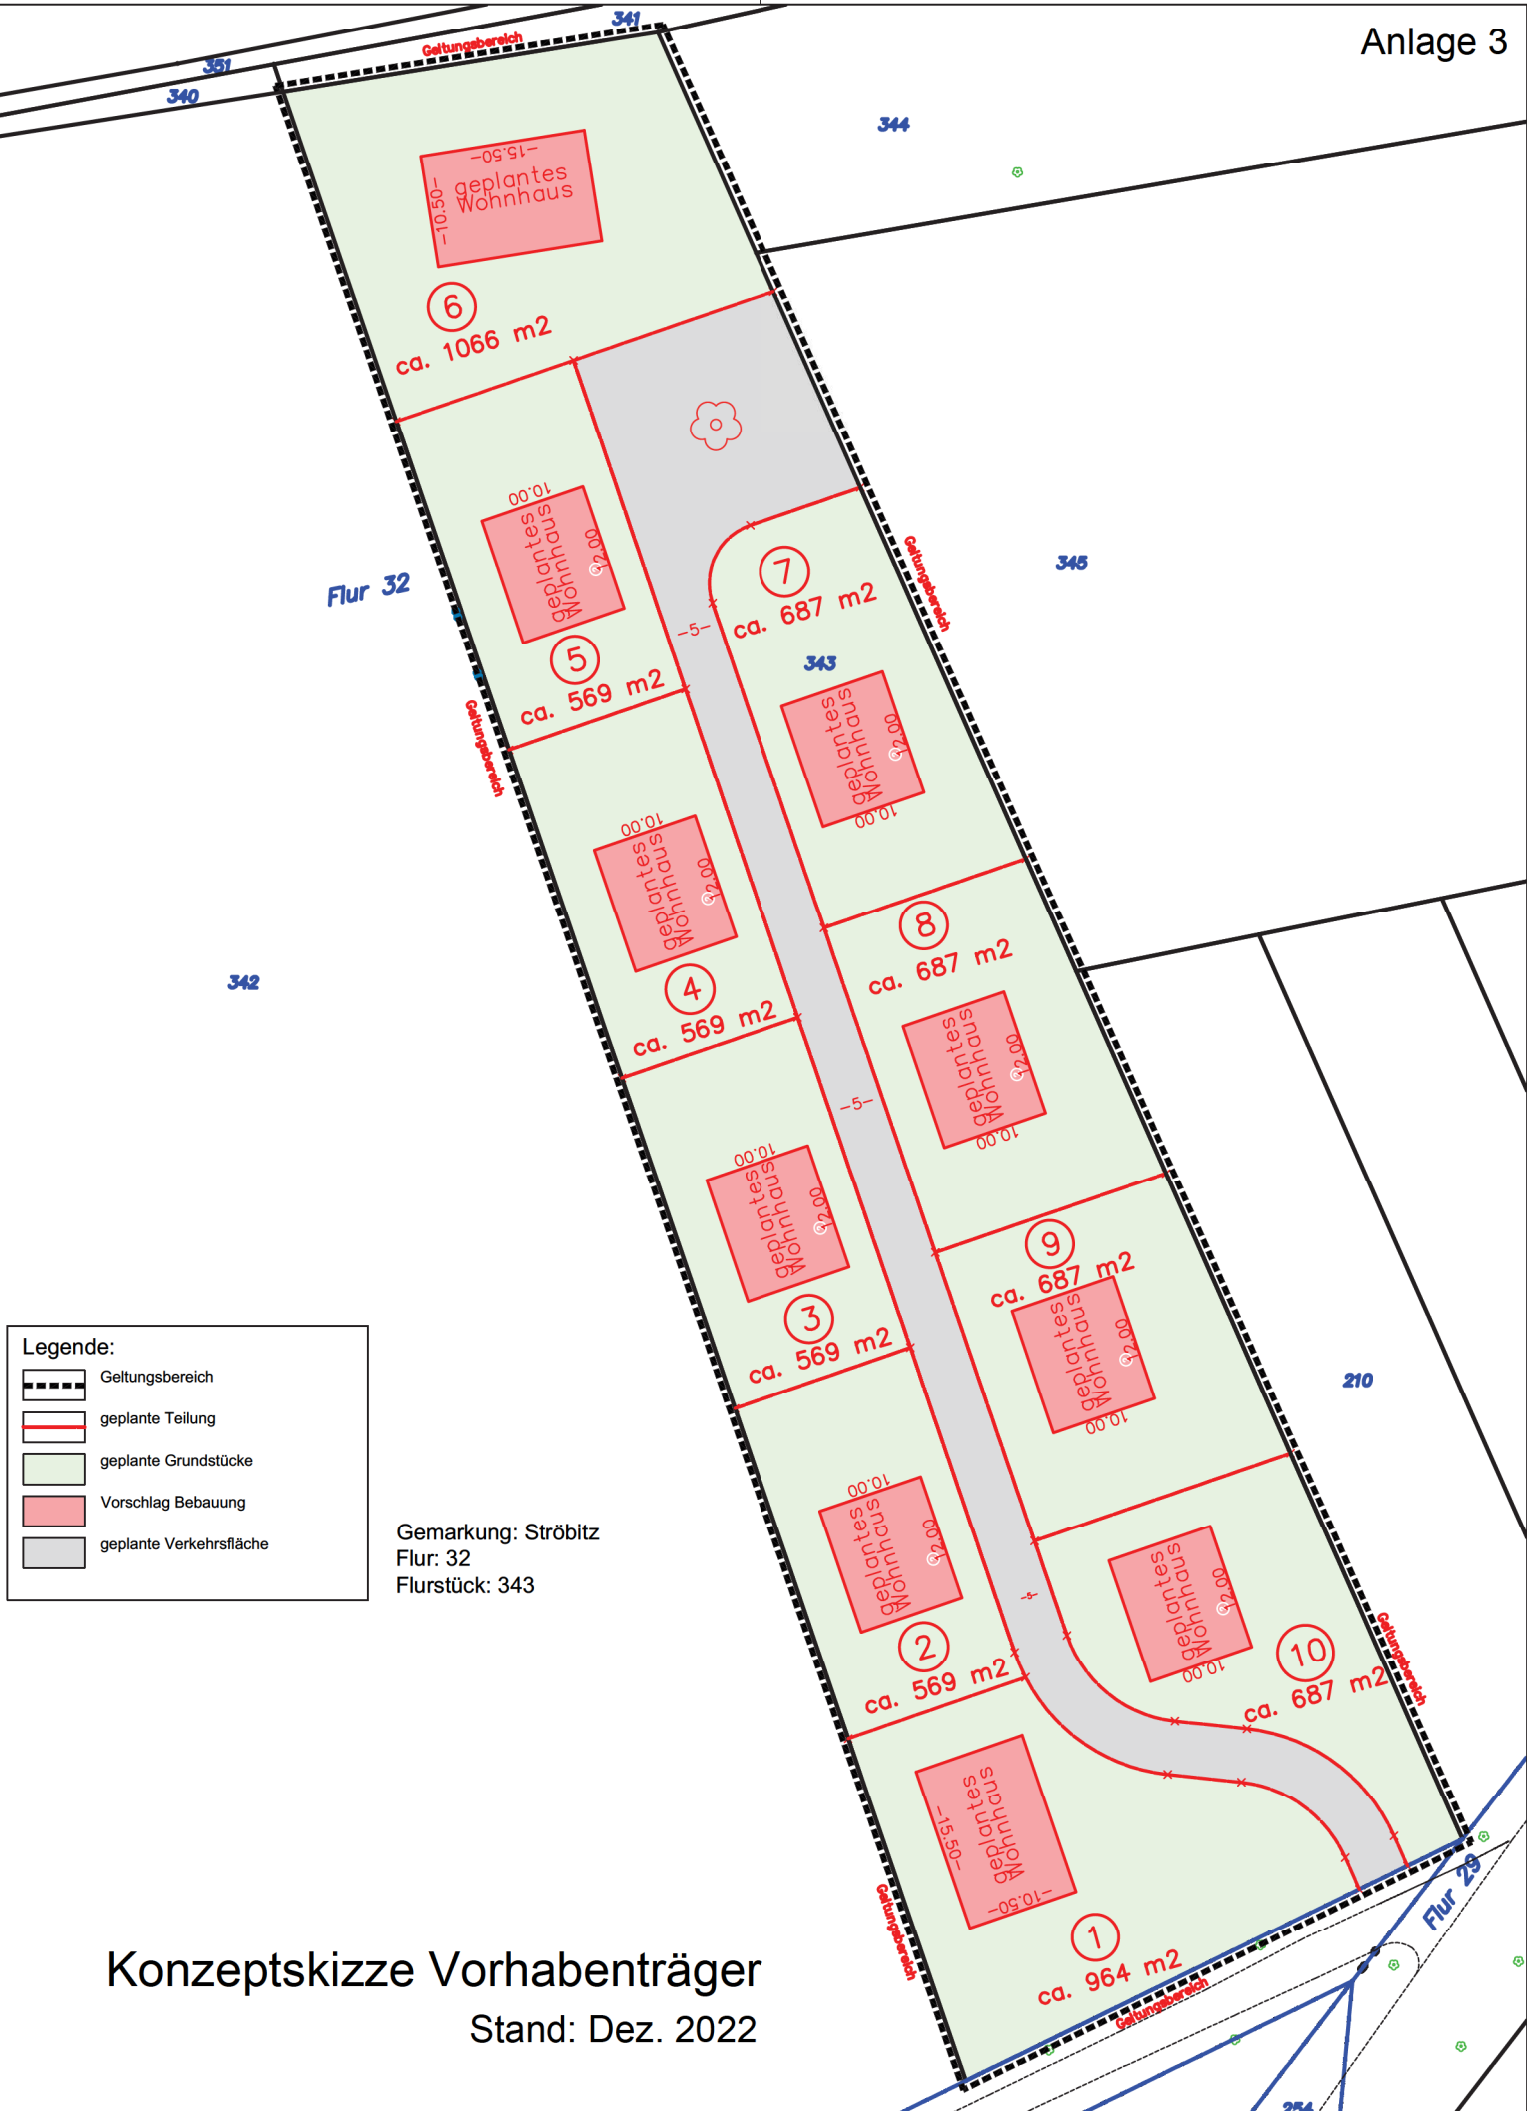 341
Geltungsbereich
Anlage 3
351
340
344
-15.50-
geplantes
Wohnhaus
-10.50-
6
ca. 1066 m2
10.00
geplantes
Wohnhaus
12.00
5
ca. 569 m2
7
ca. 687 m2
-5-
343
Geltungsbereich
345
Flur 32
Geltungsbereich
geplantes
Wohnhaus
12.00
10.00
10.00
geplantes
Wohnhaus
12.00
4
ca. 569 m2
8
ca. 687 m2
geplantes
Wohnhaus
12.00
10.00
342
-5-
10.00
geplantes
Wohnhaus
12.00
3
ca. 569 m2
9
ca. 687 m2
geplantes
Wohnhaus
12.00
10.00
210
Legende:
Geltungsbereich
geplante Teilung
geplante Grundstücke
Vorschlag Bebauung
geplante Verkehrsfläche
Gemarkung: Ströbitz
Flur: 32
Flurstück: 343
10.00
geplantes
Wohnhaus
12.00
2
ca. 569 m2
-5-
geplantes
Wohnhaus
12.00
10.00
10
ca. 687 m2
Geltungsbereich
geplantes
Wohnhaus
-15.50-
-10.50-
1
ca. 964 m2
Geltungsbereich
Geltungsbereich
Flur 29
254
Konzeptskizze Vorhabenträger
Stand: Dez. 2022